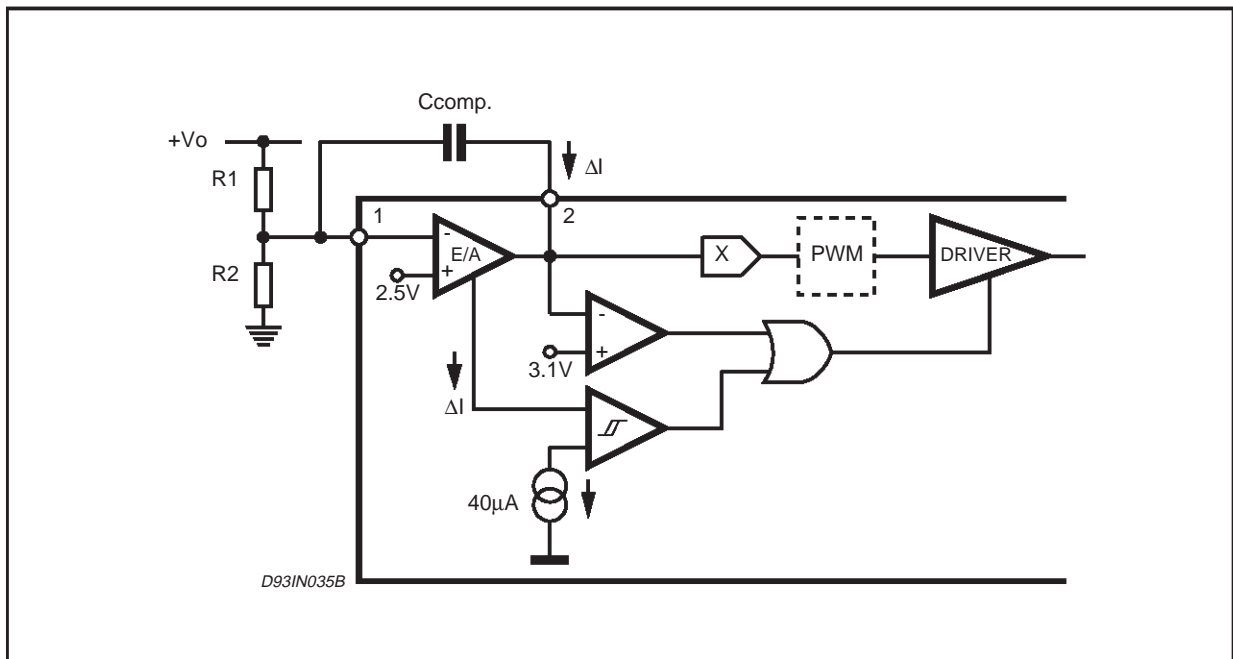 Ccomp.
+Vo
ΔI
R1
1
2
-
E/A
X
PWM
DRIVER
R2
+
2.5V
-
+
3.1V
ΔI
40μA
D93IN035B